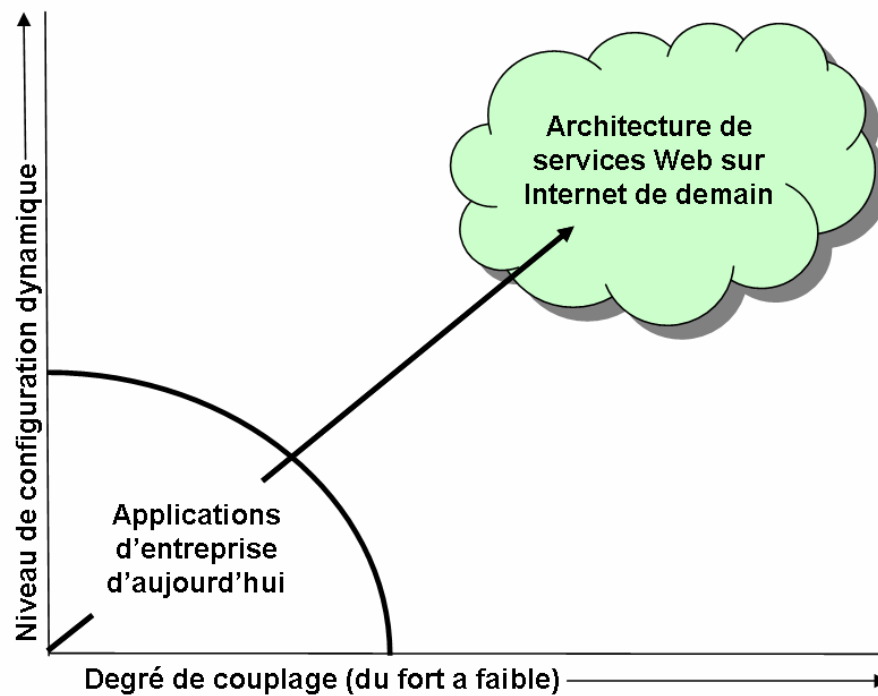 Niveau de configuration dynamique
Architecture de
services Web sur
Internet de demain
Applications
d'entreprise
d'aujourd'hui
Degré de couplage (du fort a faible)